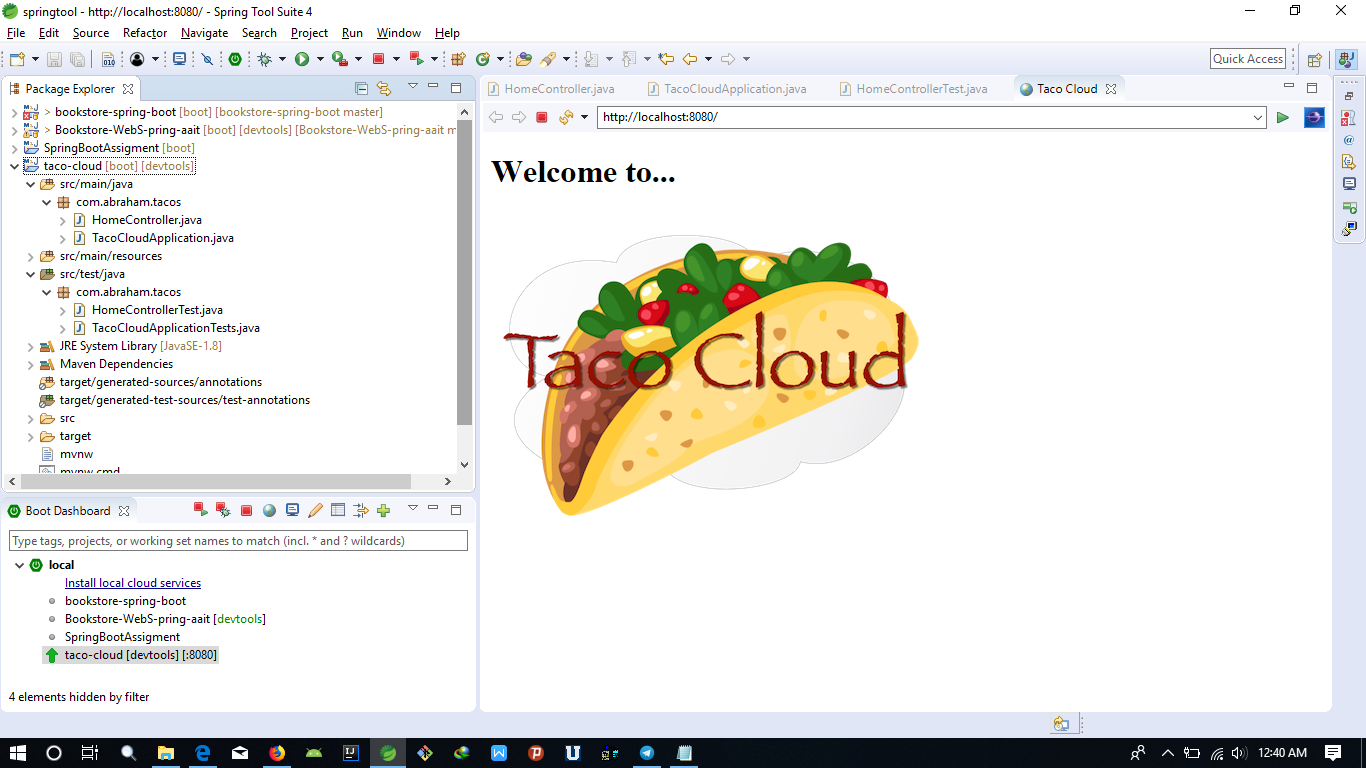 springtool - http://localhost:8080/ - Spring Tool Suite 4
File Edit Source Refactor Navigate Search Project Run Window Help
Quick Access
Package Explorer
> bookstore-spring-boot [boot] [bookstore-spring-boot master]
> Bookstore-WebS-pring-aait [boot] [devtools] [Bookstore-WebS-pring-aait m
SpringBootAssigment [boot]
taco-cloud [boot] [devtools]
src/main/java
com.abraham.tacos
HomeController.java
TacoCloudApplication.java
src/main/resources
src/test/java
com.abraham.tacos
HomeControllerTest.java
TacoCloudApplicationTests.java
JRE System Library [JavaSE-1.8]
Maven Dependencies
target/generated-sources/annotations
target/generated-test-sources/test-annotations
src
target
mvnw
mvnw.cmd
Boot Dashboard
Type tags, projects, or working set names to match (incl. * and ? wildcards)
local
Install local cloud services
bookstore-spring-boot
Bookstore-WebS-pring-aait [devtools]
SpringBootAssigment
taco-cloud [devtools] [:8080]
4 elements hidden by filter
HomeController.java TacoCloudApplication.java HomeControllerTest.java Taco Cloud
http://localhost:8080/
Welcome to...
Taco Cloud
12:40 AM